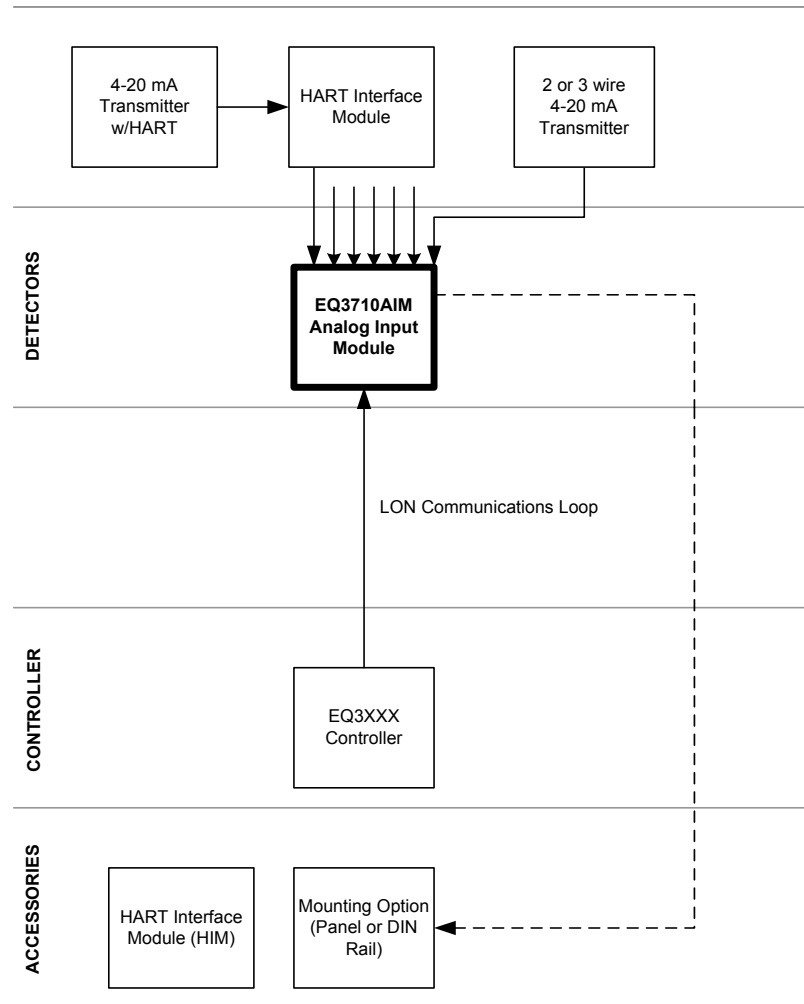 4-20 mA
Transmitter
w/HART
HART Interface
Module
2 or 3 wire
4-20 mA
Transmitter
DETECTORS
EQ3710AIM
Analog Input
Module
LON Communications Loop
CONTROLLER
EQ3XXX
Controller
ACCESSORIES
HART Interface
Module (HIM)
Mounting Option
(Panel or DIN
Rail)